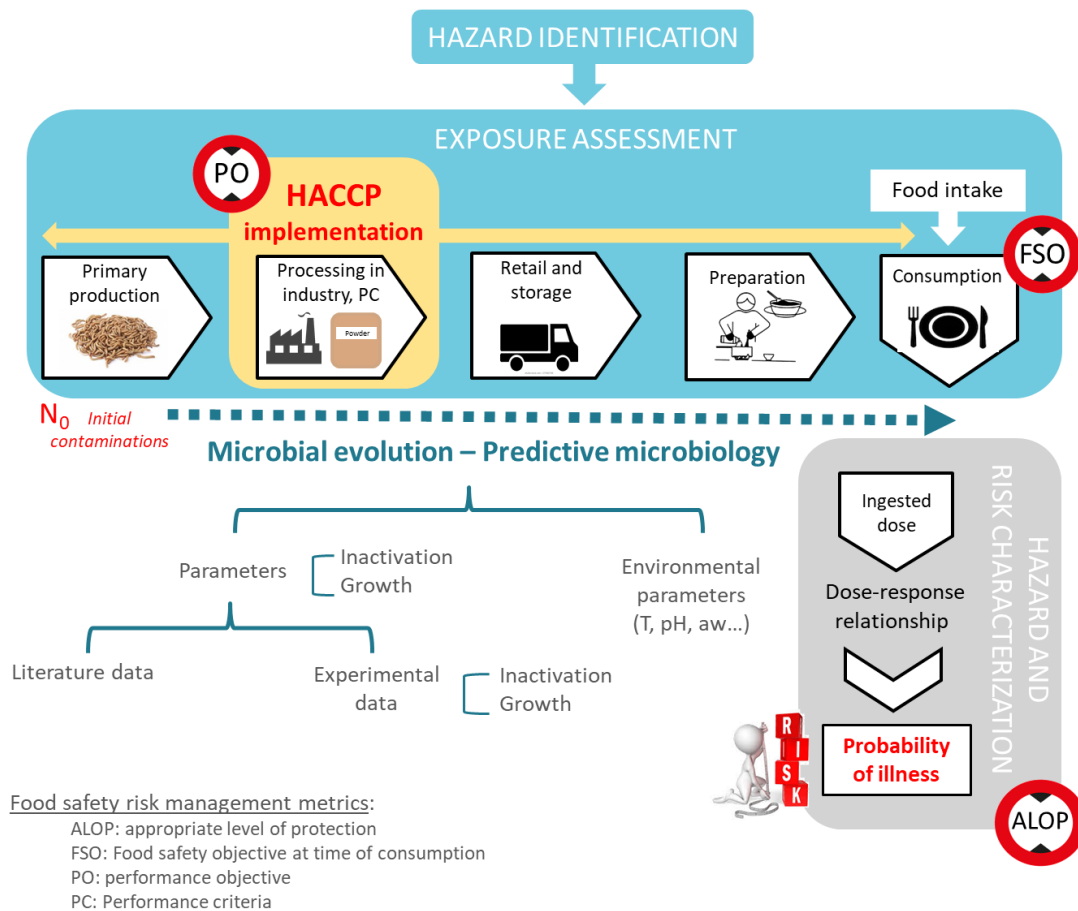 HAZARD IDENTIFICATION
EXPOSURE ASSESSMENT
PO
HACCP
implementation
Food intake
FSO
Primary
production
Processing in
industry, PC
Powder
Retail and
storage
Preparation
Consumption
N0 Initial
contaminations
Microbial evolution – Predictive microbiology
Parameters
Inactivation
Growth
Environmental
parameters
(T, pH, aw...)
Literature data
Experimental
data
Inactivation
Growth
HAZARD AND
RISK CHARACTERIZATION
Ingested
dose
Dose-response
relationship
RISK
Probability
of illness
ALOP
Food safety risk management metrics:
ALOP: appropriate level of protection
FSO: Food safety objective at time of consumption
PO: performance objective
PC: Performance criteria